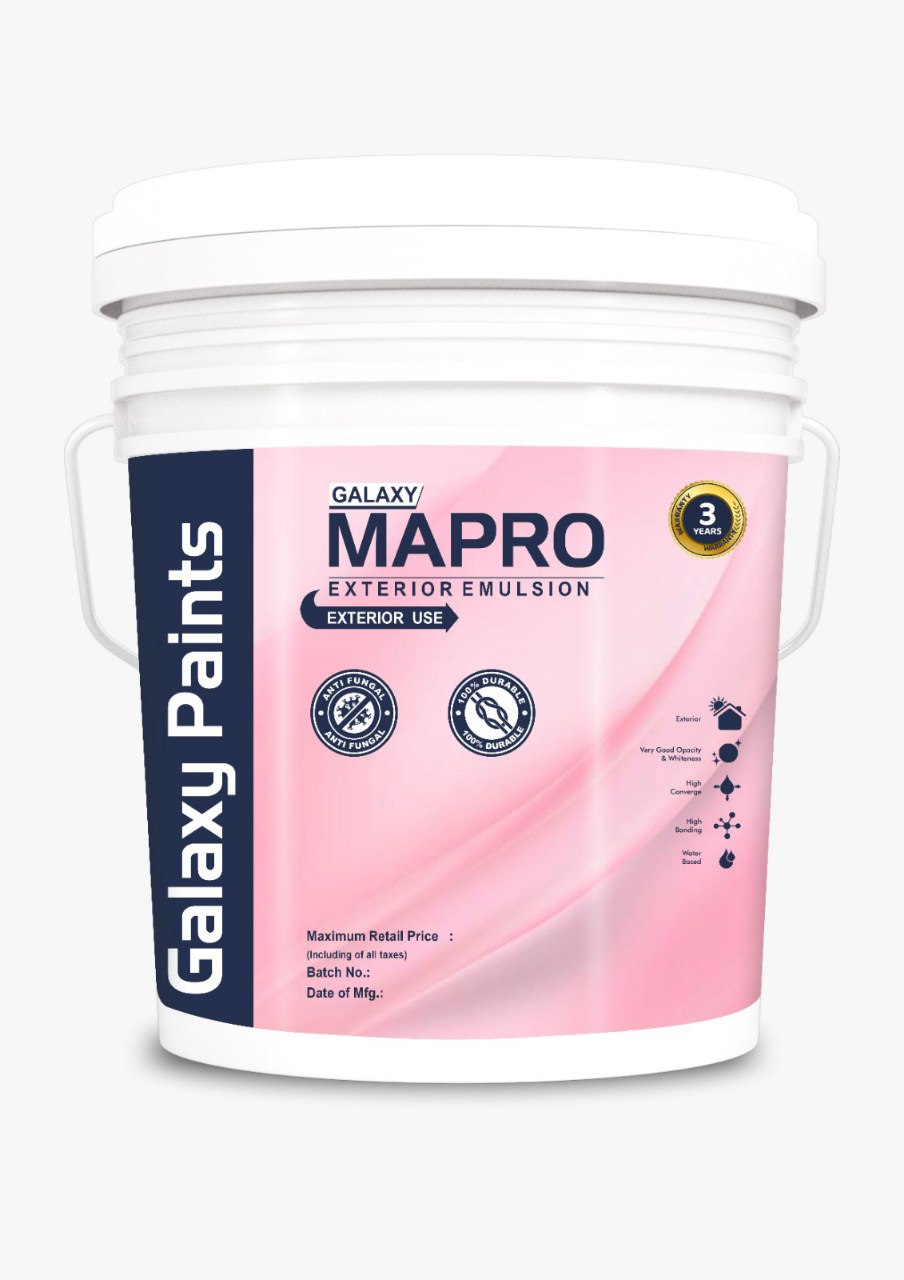 Galaxy Paints
GALAXY
MAPRO
EXTERIOR EMULSION
EXTERIOR USE
WARRANTY
3
YEARS
WARRANTY
ANTI FUNGAL
ANTI FUNGAL
100% DURABLE
100% DURABLE
Exterior
Very Good Opacity
& Whiteness
High
Converge
High
Bonding
Water
Based
Maximum Retail Price :
(Including of all taxes)
Batch No.:
Date of Mfg.: